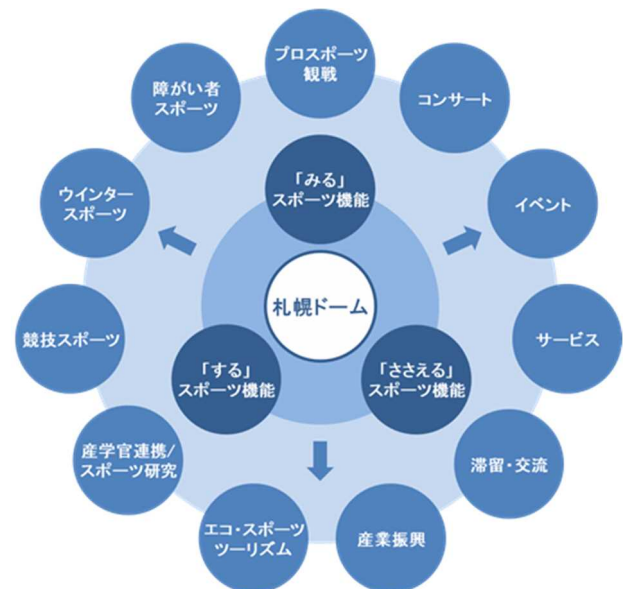 プロスポーツ
観戦
コンサート
イベント
サービス
滞留・交流
産業振興
エコ・スポーツ
ツーリズム
産学官連携/
スポーツ研究
競技スポーツ
ウインター
スポーツ
障がい者
スポーツ
「みる」
スポーツ機能
札幌ドーム
「する」
スポーツ機能
「ささえる」
スポーツ機能